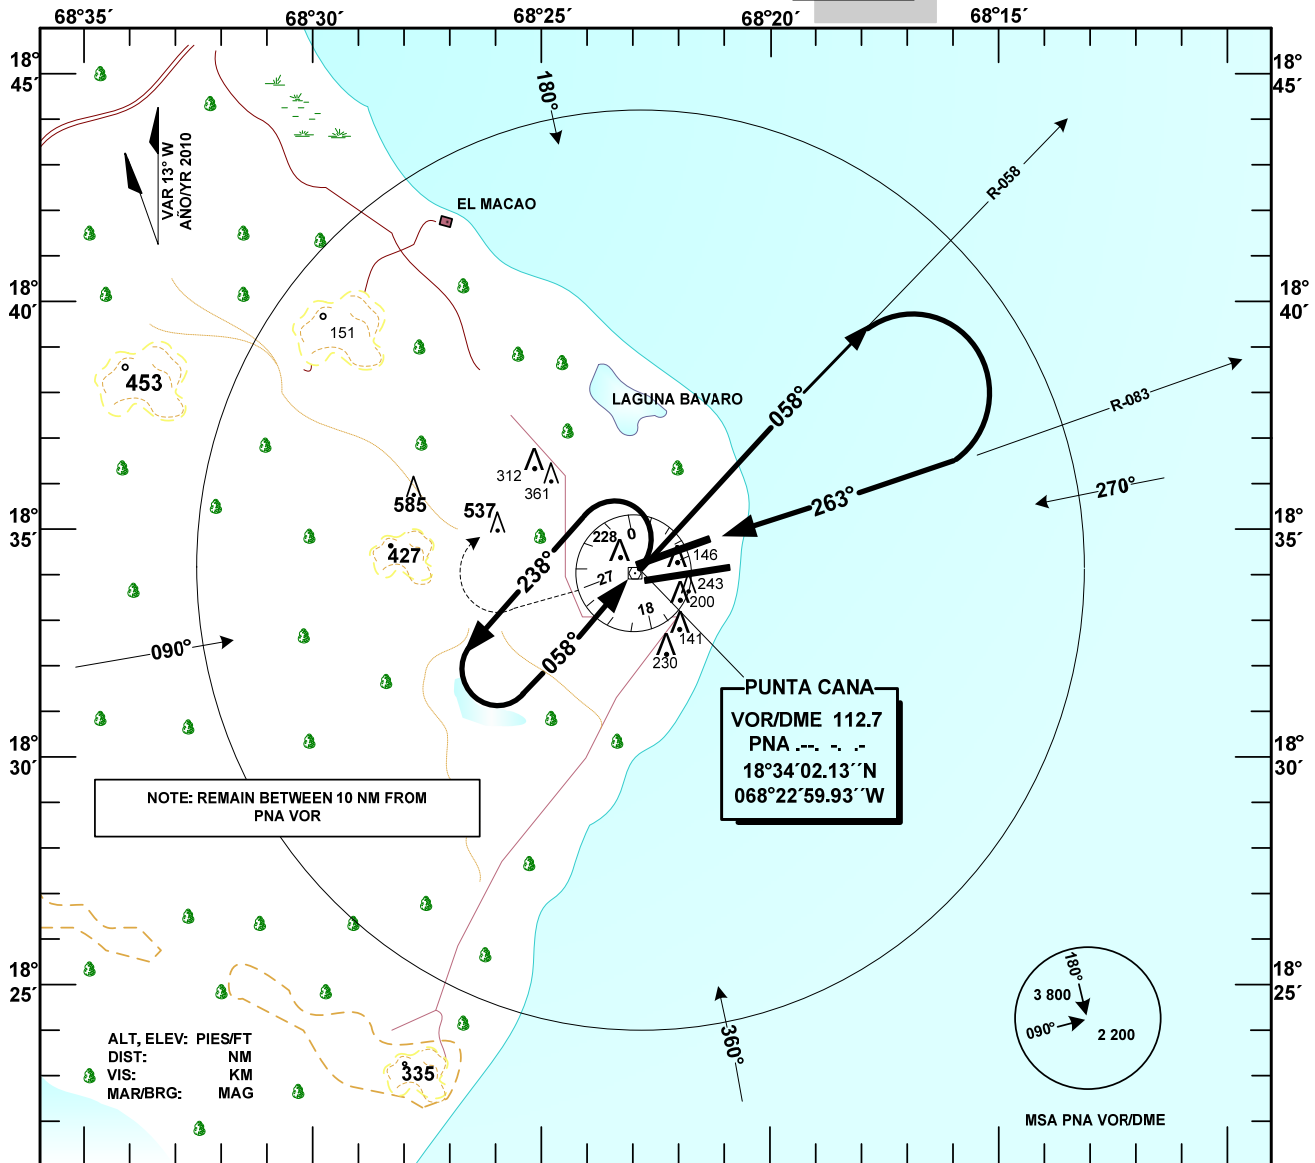 68°35´ 68°30´ 68°25´ 68°20´ 68°15´
18°
45´
18°
45´
180°
VAR 13° W
AÑO/YR 2010
R-058
EL MACAO
18°
40´
18°
40´
151
453
LAGUNA BAVARO
058°
R-083
312
361
585
537
263°
270°
18°
35´
18°
35´
228
0
427
146
238°
27
243
200
18
141
230
090°
058°
PUNTA CANA
VOR/DME 112.7
PNA .--. -. .-
18°34´02.13´´N
068°22´59.93´´W
18°
30´
18°
30´
NOTE: REMAIN BETWEEN 10 NM FROM
PNA VOR
18°
25´
18°
25´
180°
3 800
090°
2 200
360°
ALT, ELEV: PIES/FT
DIST: NM
VIS: KM
MAR/BRG: MAG
335
MSA PNA VOR/DME